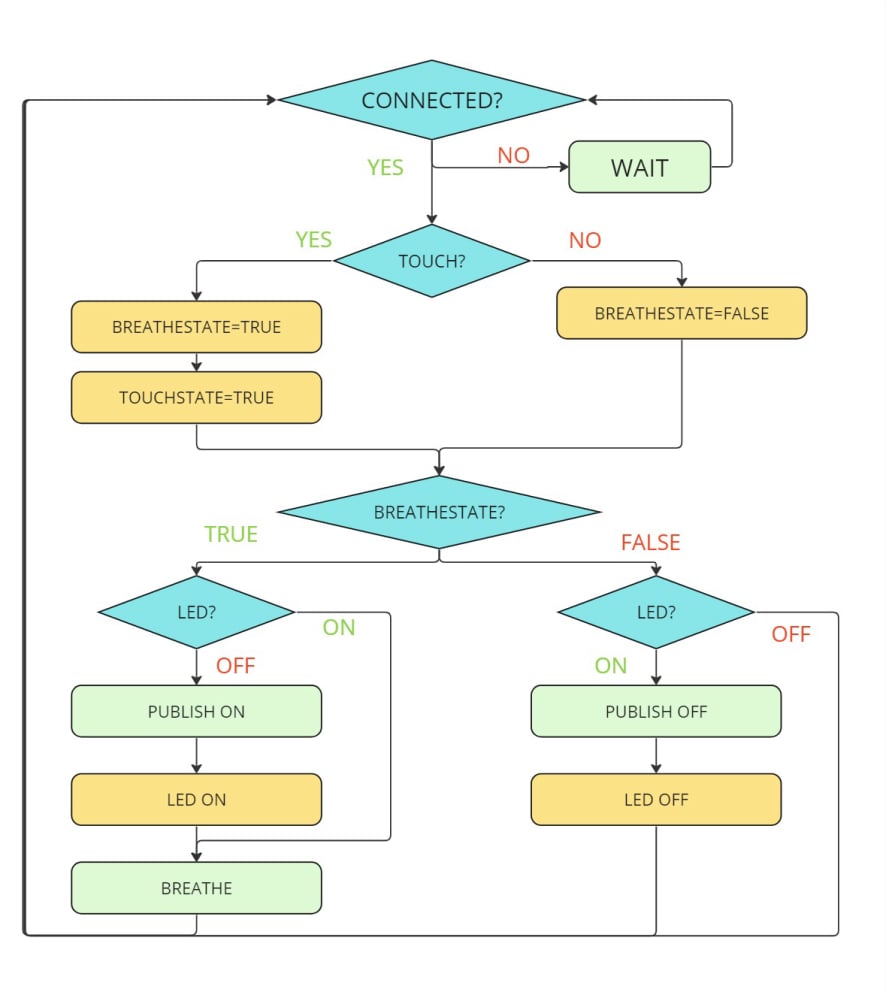 CONNECTED?
YES
NO
WAIT
YES
TOUCH?
NO
BREATHESTATE=TRUE
BREATHESTATE=FALSE
TOUCHSTATE=TRUE
BREATHESTATE?
TRUE
FALSE
LED?
ON
LED?
OFF
OFF
ON
PUBLISH ON
PUBLISH OFF
LED ON
LED OFF
BREATHE